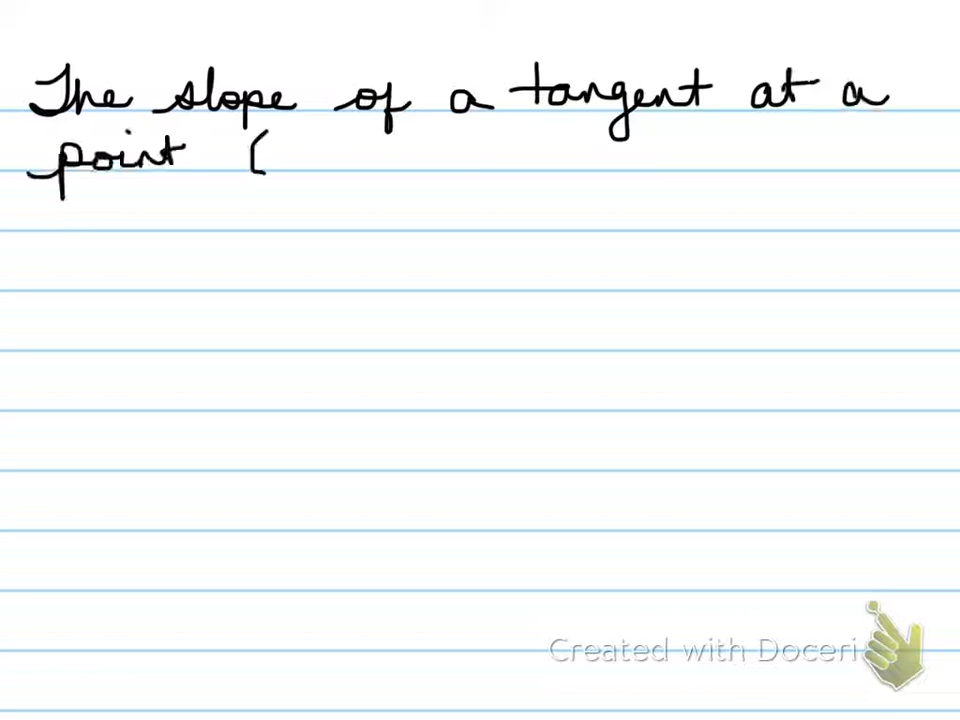 The slope of a tangent at a
point (
Created with Doceri